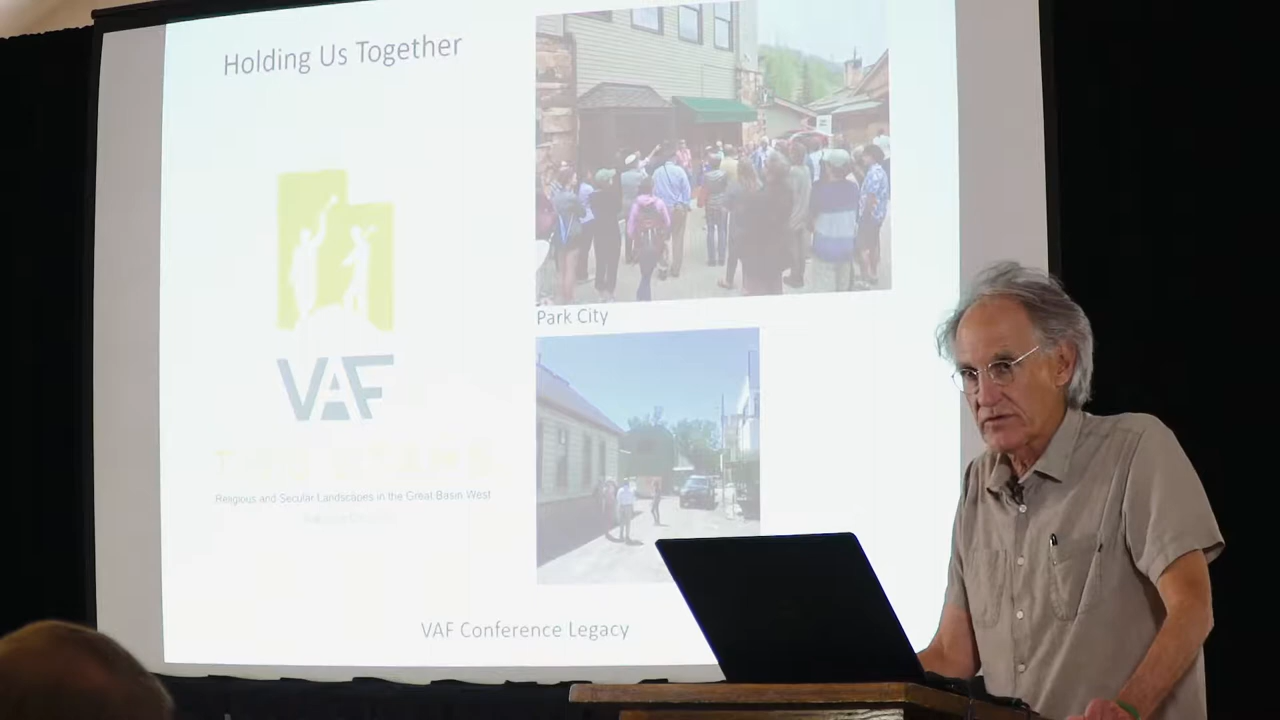 Holding Us Together
Park City
VAF
Religious and Secular Landscapes in the Great Basin West
VAF Conference Legacy